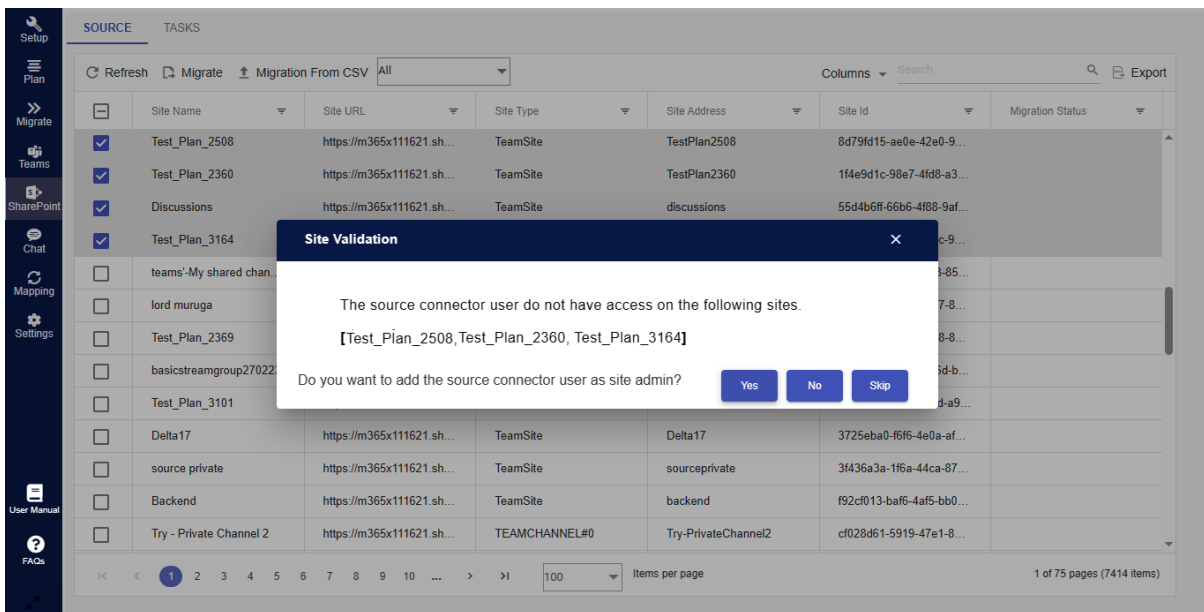 Setup
Plan
Migrate
Teams
SharePoint
Chat
Mapping
Settings
User Manual
FAQs
SOURCE TASKS
Refresh Migrate Migration From CSV All Columns Search Export
Site Name Site URL Site Type Site Address Site Id Migration Status
Test_Plan_2508 https://m365x111621.sh... TeamSite TestPlan2508 8d79fd15-ae0e-42e0-9...
Test_Plan_2360 https://m365x111621.sh... TeamSite TestPlan2360 1f4e9d1c-98e7-4fd8-a3...
Discussions https://m365x111621.sh... TeamSite discussions 55d4b6ff-66b6-4f88-9af...
Test_Plan_3164 c-9...
teams'-My shared chan... -85...
lord muruga 7-8...
Test_Plan_2369 8-8...
basicstreamgroup27022 6d-b...
Test_Plan_3101 d-a9...
Site Validation
The source connector user do not have access on the following sites.
[Test_Plan_2508,Test_Plan_2360, Test_Plan_3164]
Do you want to add the source connector user as site admin? Yes No Skip
Delta17 https://m365x111621.sh... TeamSite Delta17 3725eba0-f6f6-4e0a-af...
source private https://m365x111621.sh... TeamSite sourceprivate 3f436a3a-1f6a-44ca-87...
Backend https://m365x111621.sh... TeamSite backend f92cf013-baf6-4af5-bb0...
Try - Private Channel 2 https://m365x111621.sh... TEAMCHANNEL#0 Try-PrivateChannel2 cf028d61-5919-47e1-8...
1 2 3 4 5 6 7 8 9 10 ... 100 Items per page 1 of 75 pages (7414 items)